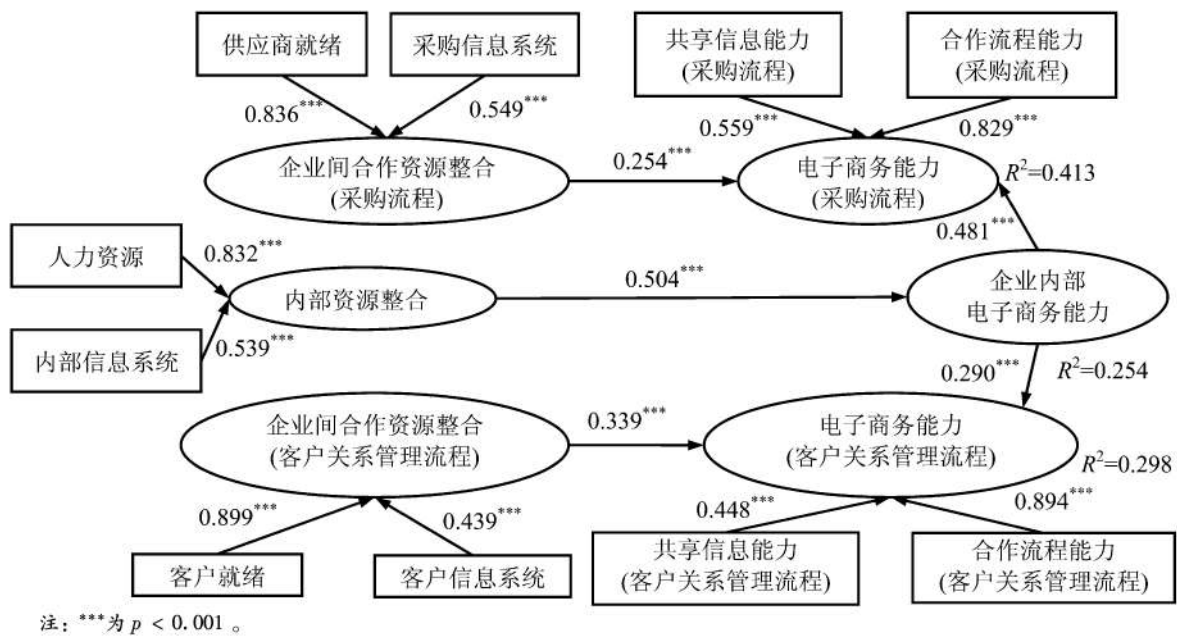 供应商就绪
采购信息系统
共享信息能力
(采购流程)
合作流程能力
(采购流程)
0.836***
0.549***
0.559***
0.829***
企业间合作资源整合
(采购流程)
0.254***
电子商务能力
(采购流程)
R²=0.413
人力资源
0.832***
0.481***
内部资源整合
0.504***
企业内部
电子商务能力
内部信息系统
0.539***
0.290***
R²=0.254
企业间合作资源整合
(客户关系管理流程)
0.339***
电子商务能力
(客户关系管理流程)
R²=0.298
0.899***
0.439***
0.448***
0.894***
客户就绪
客户信息系统
共享信息能力
(客户关系管理流程)
合作流程能力
(客户关系管理流程)
注：***为 p < 0.001 。